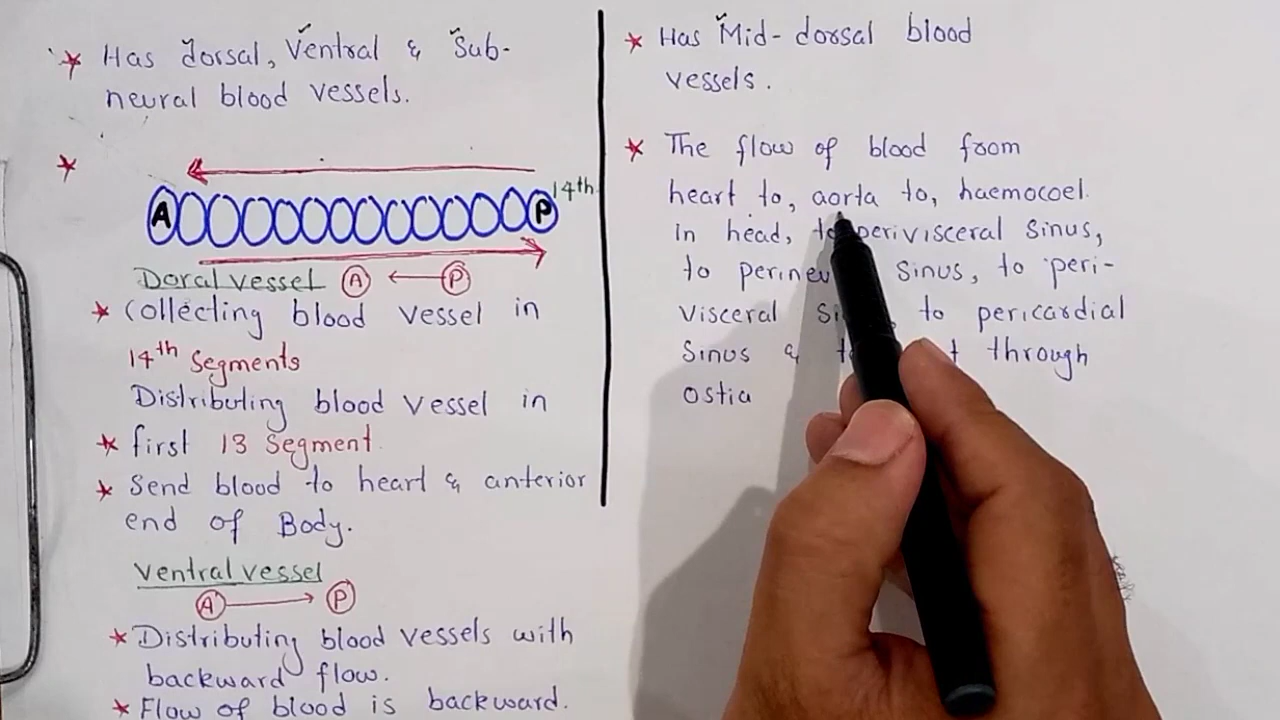 Has dorsal, Ventral & Sub-
neural blood vessels.
14th
A P
Doral vessel A ← P
Collecting blood vessel in
14th Segments
Distributing blood vessel in
first 13 Segment.
Send blood to heart & anterior
end of Body.
Ventral vessel
A → P
Distributing blood vessels with
backward flow.
Flow of blood is backward.
Has Mid-dorsal blood
vessels.
The flow of blood from
heart to, aorta to, haemocoel.
in head, perivisceral Sinus,
to Sinus, to peri-
visceral to pericardial
Sinus & through
ostia